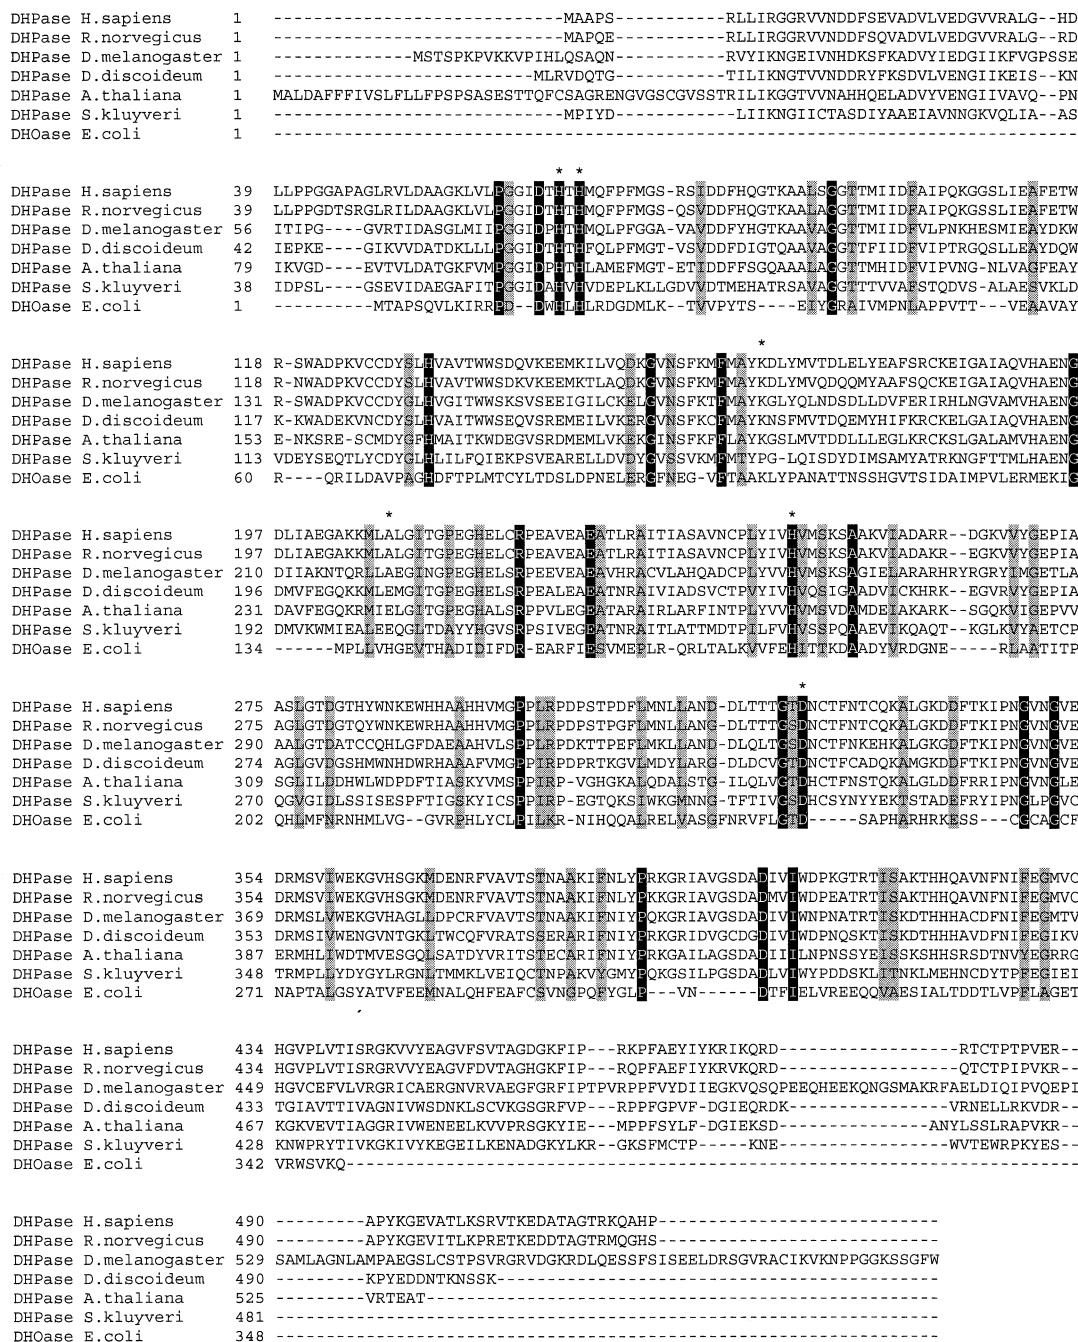 DHPase H.sapiens 1 -----------------------------MAAPS-----------RLLIRGGRVVNDDFSEVADVLVEDGVVRALG--HD
DHPase R.norvegicus 1 -----------------------------MAPQE-----------RLLIRGGRVVNDDFSQVADVLVEDGVVRALG--RD
DHPase D.melanogaster 1 --------------MSTSPKPVKKVPIHLQSAQN-----------RVYIKNGEIVNHDKSFKADVYIEDGIIKFVGPSSE
DHPase D.discoideum 1 --------------------------MLRVDQTG-----------TILIKNGTVVNDDRYFKSDVLVENGIIKEIS--KN
DHPase A.thaliana 1 MALDAFFFIVSLFLLFPSPSASESTTQFCSAGRENGVGSCGVSSTRILIKGGTVVNAHHQELADVYVENGIIVAVQ--PN
DHPase S.kluyveri 1 -----------------------------MPIYD-----------LIIKNGIICTASDIYAAEIAVNNGKVQLIA--AS
DHOase E.coli 1 --------------------------------------------------------------------------------
* *
DHPase H.sapiens 39 LLPPGGAPAGLRVLDAAGKLVLPGGIDTHTHMQFPFMGS-RSIDDFHQGTKAALSGGTTMIIDFAIPQKGGSLIEAFETW
DHPase R.norvegicus 39 LLPPGDTSRGLRILDAAGKLVLPGGIDTHTHMQFPFMGS-QSVDDFHQGTKAALAGGTTMIIDFAIPQKGSSLIEAFETW
DHPase D.melanogaster 56 ITIPG----GVRTIDASGLMIIPGGIDPHTHMQLPFGGA-VAVDDFYHGTKAAVAGGTTMIIDFVLPNKHESMIEAYDKW
DHPase D.discoideum 42 IEPKE----GIKVVDATDKLLLPGGIDTHTHFQLPFMGT-VSVDDFDIGTQAAVAGGTTFIIDFVIPTRGQSLLEAYDQW
DHPase A.thaliana 79 IKVGD----EVTVLDATGKFVMPGGIDPHTHLAMEFMGT-ETIDDFFSGQAAALAGGTTMHIDFVIPVNG-NLVAGFEAY
DHPase S.kluyveri 38 IDPSL----GSEVIDAEGAFITPGGIDAHVHVDEPLKLLGDVVDTMEHATRSAVAGGTTTVVAFSTQDVS-ALAESVKLD
DHOase E.coli 1 ----------MTAPSQVLKIRRPD--DWHLHLRDGDMLK--TVVPYTS----EIYGRAIVMPNLAPPVTT---VEAAVAY
*
DHPase H.sapiens 118 R-SWADPKVCCDYSLHVAVTWWSDQVKEEMKILVQDKGVNSFKMFMAYKDLYMVTDLELYEAFSRCKEIGAIAQVHAENG
DHPase R.norvegicus 118 R-NWADPKVCCDYSLHVAVTWWSDKVKEEMKTLAQDKGVNSFKMFMAYKDLYMVQDQQMYAAFSQCKEIGAIAQVHAENG
DHPase D.melanogaster 131 R-SWADPKVCCDYGLHVGITWWSKSVSEEIGILCKELGVNSFKTFMAYKGLYQLNDSDLLDVFERIRHLNGVAMVHAENG
DHPase D.discoideum 117 K-KWADEKVNCDYSLHVAITWWSEQVSREMEILVKERGVNSFKCFMAYKNSFMVTDQEMYHIFKRCKELGAIAQVHAENG
DHPase A.thaliana 153 E-NKSRE-SCMDYGFHMAITKWDEGVSRDMEMLVKEKGINSFKFFLAYKGSLMVTDDLLLEGLKRCKSLGALAMVHAENG
DHPase S.kluyveri 113 VDEYSEQTLYCDYGLHLILFQIEKPSVEARELLDVDYGVSSVKMFMTYPG-LQISDYDIMSAMYATRKNGFTTMLHAENG
DHOase E.coli 60 R----QRILDAVPAGHDFTPLMTCYLTDSLDPNELERGFNEG-VFTAAKLYPANATTNSSHGVTSIDAIMPVLERMEKIG
* *
DHPase H.sapiens 197 DLIAEGAKKMLALGITGPEGHELCRPEAVEAEATLRAITIASAVNCPLYIVHVMSKSAAKVIADARR--DGKVVYGEPIA
DHPase R.norvegicus 197 DLIAEGAKKMLALGITGPEGHELCRPEAVEAEATLRAITIASAVNCPLYIVHVMSKSAAKVIADAKR--EGKVVYGEPIA
DHPase D.melanogaster 210 DIIAKNTQRLLAEGINGPEGHELSRPEEVEAEAVHRACVLAHQADCPLYVVHVMSKSAGIELARARHRYRGRYIMGETLA
DHPase D.discoideum 196 DMVFEGQKKMLEMGITGPEGHELSRPEALEAEATNRAIVIADSVCTPVYIVHVQSIGAADVICKHRK--EGVRVYGEPIA
DHPase A.thaliana 231 DAVFEGQKRMIELGITGPEGHALSRPPVLEGEATARAIRLARFINTPLYVVHVMSVDAMDEIAKARK--SGQKVIGEPVV
DHPase S.kluyveri 192 DMVKWMIEALEEQGLTDAYYHGVSRPSIVEGEATNRAITLATTMDTPILFVHVSSPQAAEVIKQAQT--KGLKVYAETCP
DHOase E.coli 134 ------MPLLVHGEVTHADIDIFDR-EARFIESVMEPLR-QRLTALKVVFEHITTKDAADYVRDGNE-----RLAATITP
*
DHPase H.sapiens 275 ASLGTDGTHYWNKEWHHAAHHVMGPPLRPDPSTPDFLMNLLAND-DLTTTGTDNCTFNTCQKALGKDDFTKIPNGVNGVE
DHPase R.norvegicus 275 AGLGTDGTQYWNKEWRHAAHHVMGPPLRPDPSTPGFLMNLLAND-DLTTTGSDNCTFNTCQKALGKDDFTKIPNGVNGVE
DHPase D.melanogaster 290 AALGTDATCCQHLGFDAEAAHVLSPPLRPDKTTPEFLMKLLAND-DLQLTGSDNCTFNKEHKALGKGDFTKIPNGVNGVE
DHPase D.discoideum 274 AGLGVDGSHMWNHDWRHAAAFVMGPPIRPDPRTKGVLMDYLARG-DLDCVGTDNCTFCADQKAMGKDDFTKIPNGVNGVE
DHPase A.thaliana 309 SGLILDDHWLWDPDFTIASKYVMSPPIRP-VGHGKALQDALSTG-ILQLVGTDHCTFNSTQKALGLDDFRRIPNGVNGLE
DHPase S.kluyveri 270 QGVGIDLSSISESPFTIGSKYICSPPIRP-EGTQKSIWKGMNNG-TFTIVGSDHCSYNYYEKTSTADEFRYIPNGLPGVC
DHOase E.coli 202 QHLMFNRNHMLVG--GVRPHLYCLPILKR-NIHQQALRELVASGFNRVFLGTD-----SAPHARHRKESS--CGCAGCF
DHPase H.sapiens 354 DRMSVIWEKGVHSGKMDENRFVAVTSTNAAKIFNLYPRKGRIAVGSDADIVIWDPKGTRTISAKTHHQAVNFNIFEGMVC
DHPase R.norvegicus 354 DRMSVIWEKGVHSGKMDENRFVAVTSTNAAKIFNLYPKKGRIAVGSDADMVIWDPEATRTISAKTHHQAVNFNIFEGMVC
DHPase D.melanogaster 369 DRMSLVWEKGVHAGLLDPCRFVAVTSTNAAKIFNIYPQKGRIAVGSDADIVIWNPNATRTISKDTHHHACDFNIFEGMTV
DHPase D.discoideum 353 DRMSIVWENGVNTGKLTWCQFVRATSSERARIFNIYPRKGRIDVGCDGDIVIWDPNQSKTISKDTHHHAVDFNIFEGIKV
DHPase A.thaliana 387 ERMHLIWDTMVESGQLSATDYVRITSTECARIFNIYPRKGAILAGSDADIIILNPNSSYEISSKSHHSRSDTNVYEGRRG
DHPase S.kluyveri 348 TRMPLLYDYGYLRGNLTMMKLVEIQCTNPAKVYGMYPQKGSILPGSDADLVIWYPDDSKLITNKLMEHNCDYTPFEGIEI
DHOase E.coli 271 NAPTALGSYATVFEEMNALQHFEAFCSVNGPQFYGLP---VN------DTFIELVREEQQVAESIALTDDTLVPFLAGET
DHPase H.sapiens 434 HGVPLVTISRGKVVYEAGVFSVTAGDGKFIP---RKPFAEYIYKRIKQRD---------------RTCTPTPVER--
DHPase R.norvegicus 434 HGVPLVTISRGRVVYEAGVFDVTAGHGKFIP---RQPFAEFIYKRVKQRD---------------QTCTPIPVKR--
DHPase D.melanogaster 449 HGVCEFVLVRGRICAERGNVRVAEGFGRFIPTPVRPPFVYDIIEGKVQSQPEEQHEEKQNGSMAKRFAELDIQIPVQEPI
DHPase D.discoideum 433 TGIAVTTIVAGNIVWSDNKLSCVKGSGRFVP---RPPFGPVF-DGIEQRDK--------------VRNELLRKVDR--
DHPase A.thaliana 467 KGKVEVTIAGGRIVWENEELKVVPRSGKYIE---MPPFSYLF-DGIEKSD------------ANYLSSLRAPVKR--
DHPase S.kluyveri 428 KNWPRYTIVKGKIVYKEGEILKENADGKYLKR--GKSFMCTP----KNE--------------WVTEWRPKYES--
DHOase E.coli 342 VRWSVKQ-------------------------------------------------------------------------
DHPase H.sapiens 490 ---------APYKGEVATLKSRVTKEDATAGTRKQAHP----------------------------
DHPase R.norvegicus 490 ---------APYKGEVITLKPRETKEDDTAGTRMQGHS----------------------------
DHPase D.melanogaster 529 SAMLAGNLAMPAEGSLCSTPSVRGRVDGKRDLQESSFSISEELDRSGVRACIKVKNPPGGKSSGFW
DHPase D.discoideum 490 ---------KPYEDDNTKNSSK--------------------------------------------
DHPase A.thaliana 525 ---------VRTEAT---------------------------------------------------
DHPase S.kluyveri 481 ------------------------------------------------------------------
DHOase E.coli 348 ------------------------------------------------------------------